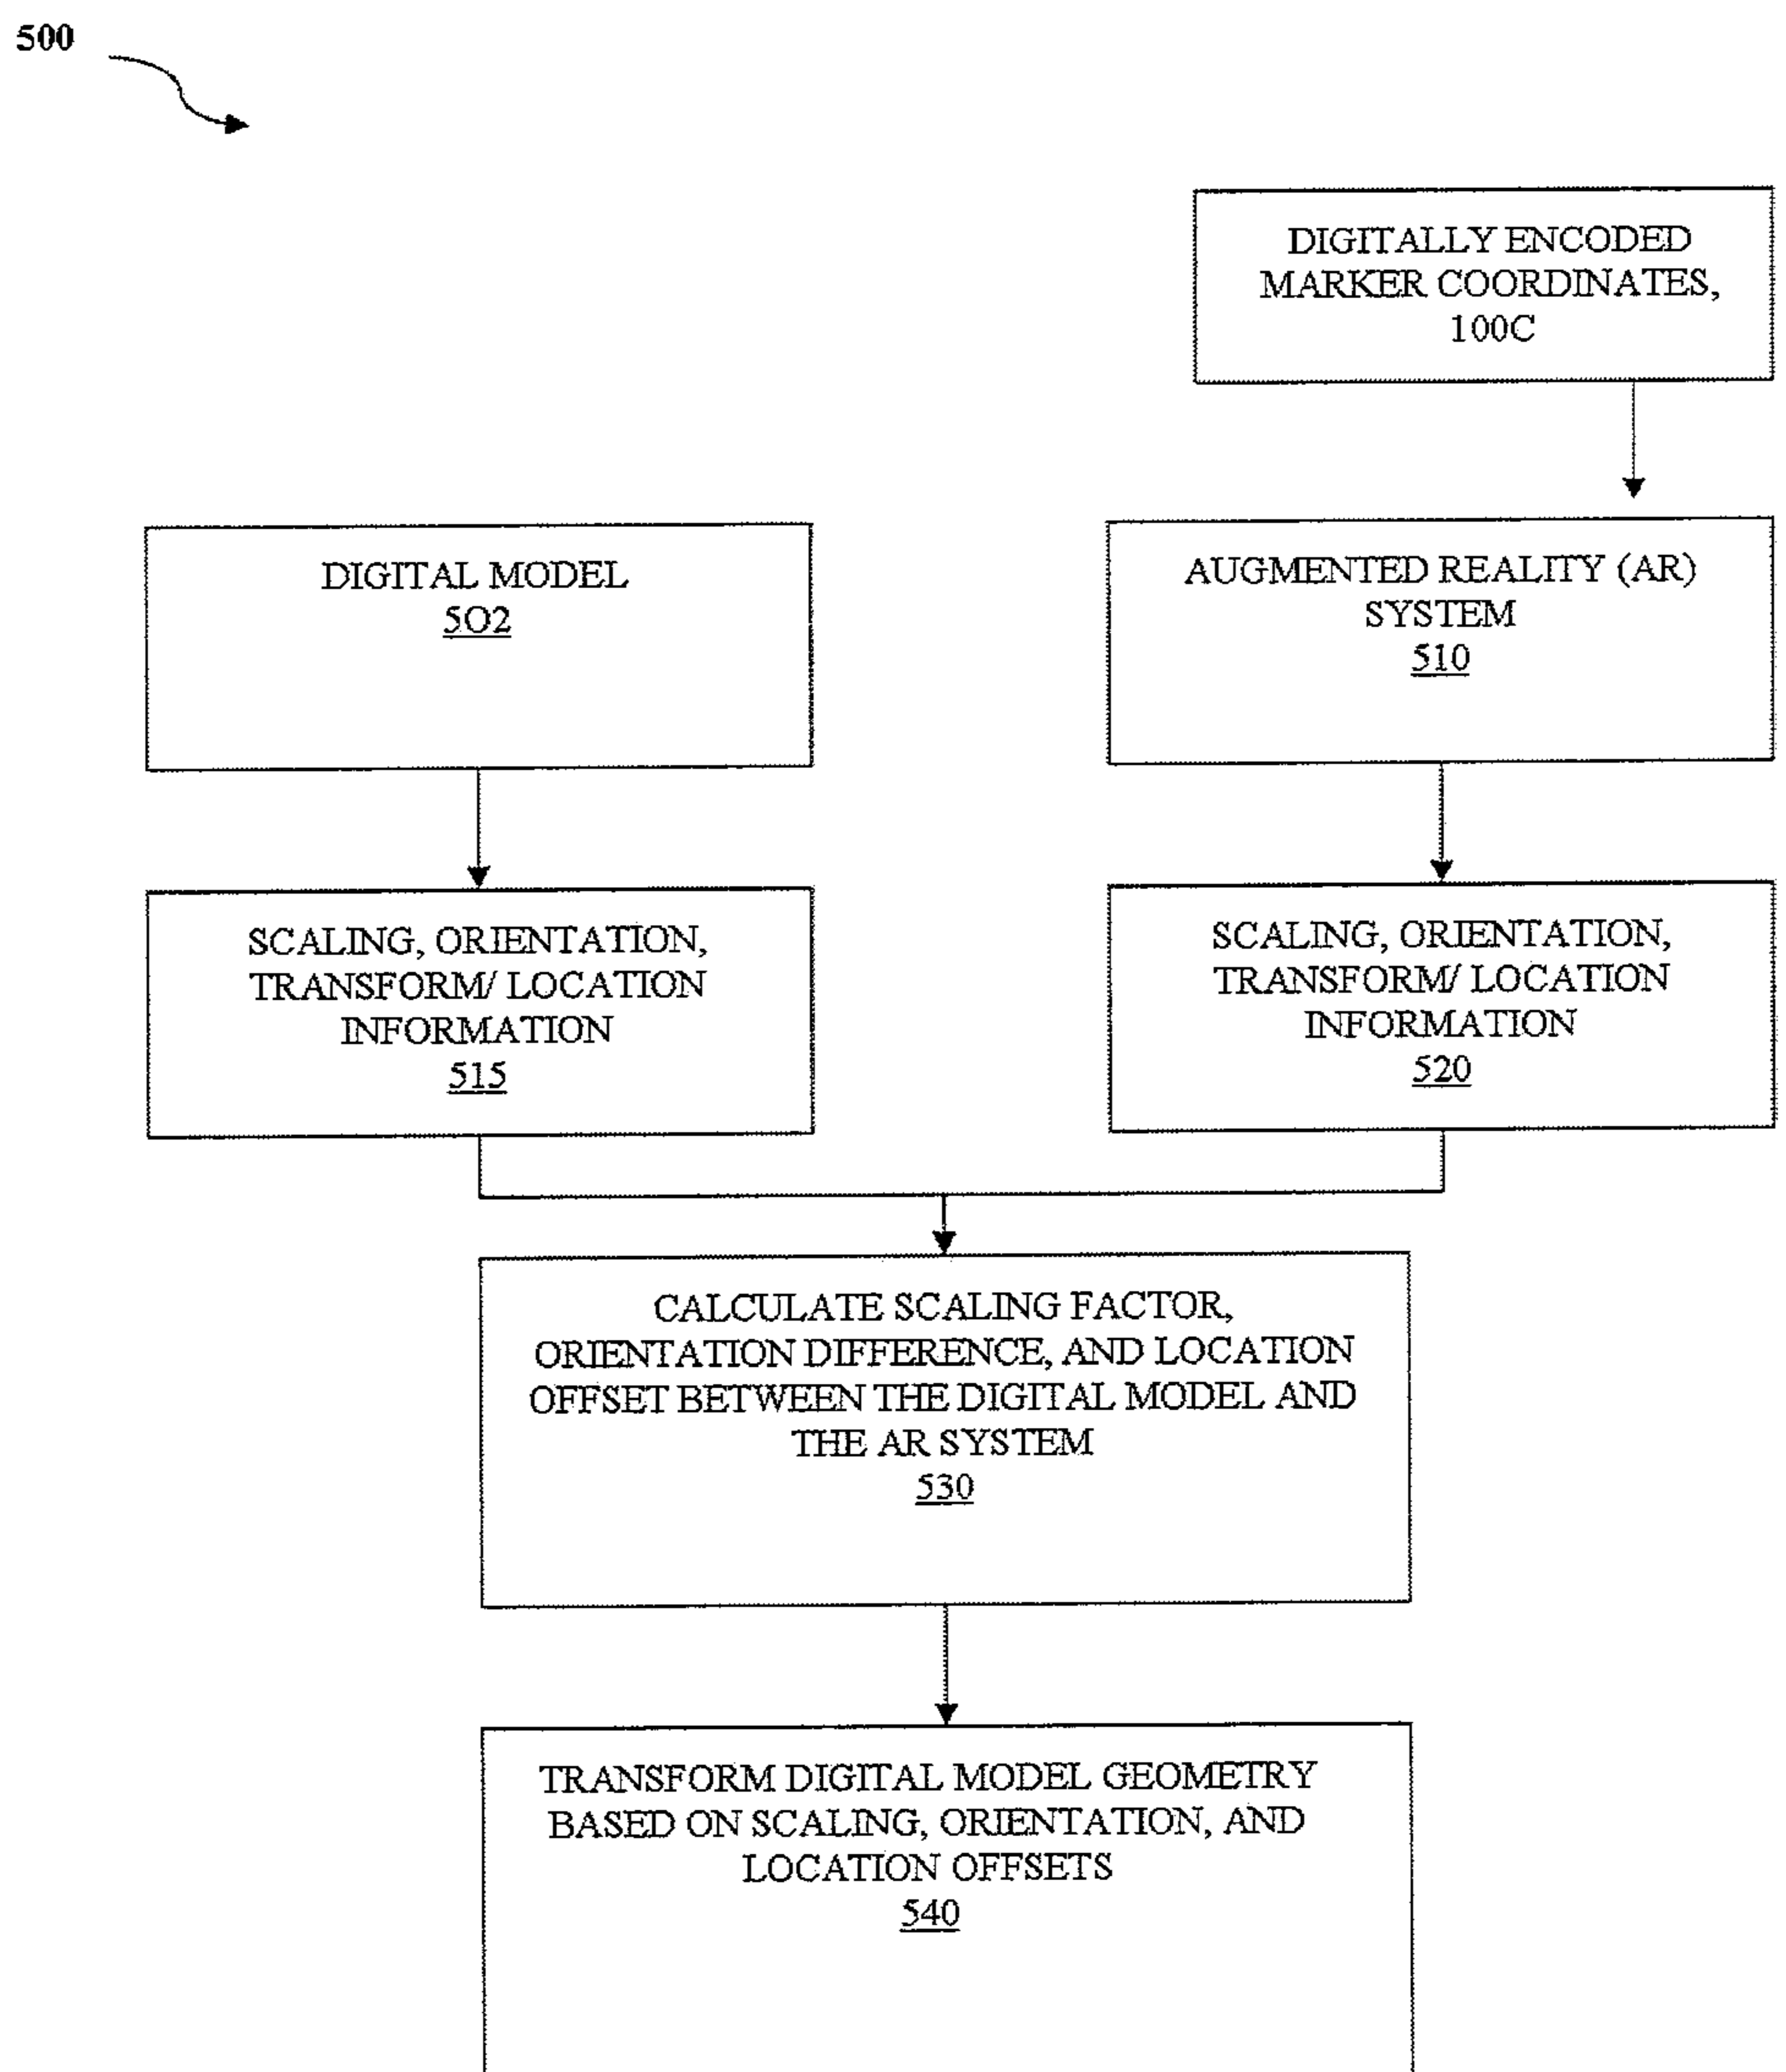 500
DIGITALLY ENCODED
MARKER COORDINATES,
100C
DIGITAL MODEL
5O2
AUGMENTED REALITY (AR)
SYSTEM
510
SCALING, ORIENTATION,
TRANSFORM/ LOCATION
INFORMATION
515
SCALING, ORIENTATION,
TRANSFORM/ LOCATION
INFORMATION
520
CALCULATE SCALING FACTOR,
ORIENTATION DIFFERENCE, AND LOCATION
OFFSET BETWEEN THE DIGITAL MODEL AND
THE AR SYSTEM
530
TRANSFORM DIGITAL MODEL GEOMETRY
BASED ON SCALING, ORIENTATION, AND
LOCATION OFFSETS
540